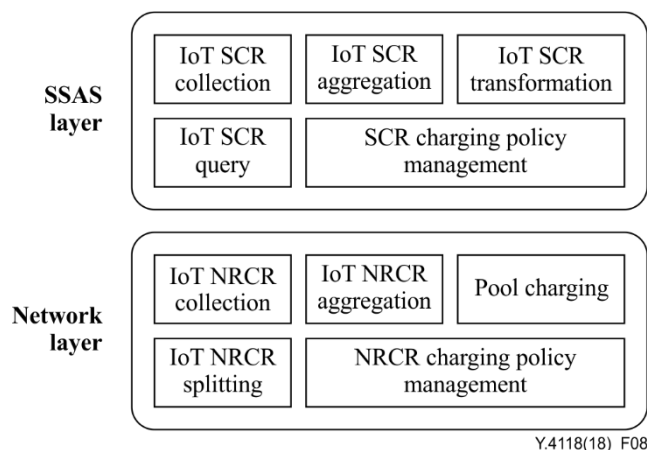 SSAS
layer
IoT SCR
collection
IoT SCR
aggregation
IoT SCR
transformation
IoT SCR
query
SCR charging policy
management
Network
layer
IoT NRCR
collection
IoT NRCR
aggregation
Pool charging
IoT NRCR
splitting
NRCR charging policy
management
Y.4118(18)_F08